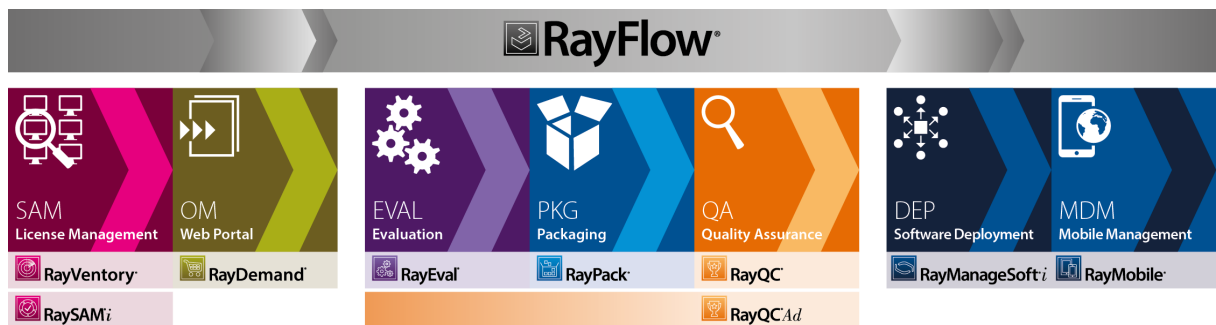 RayFlow®
SAM
License Management
OM
Web Portal
EVAL
Evaluation
PKG
Packaging
QA
Quality Assurance
DEP
Software Deployment
MDM
Mobile Management
RayVentory
RayDemand
RayEval
RayPack
RayQC
RayManageSoft i
RayMobile
RaySAM i
RayQC Ad